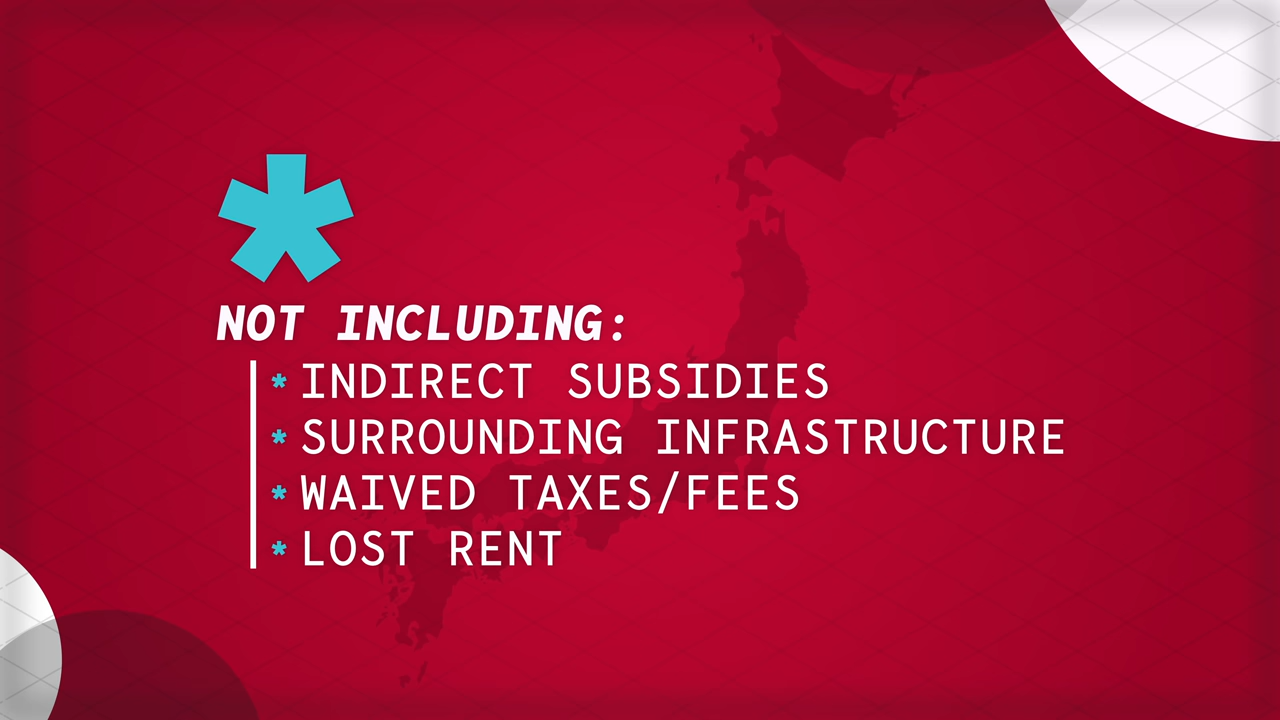 *
NOT INCLUDING:
* INDIRECT SUBSIDIES
* SURROUNDING INFRASTRUCTURE
* WAIVED TAXES/FEES
* LOST RENT